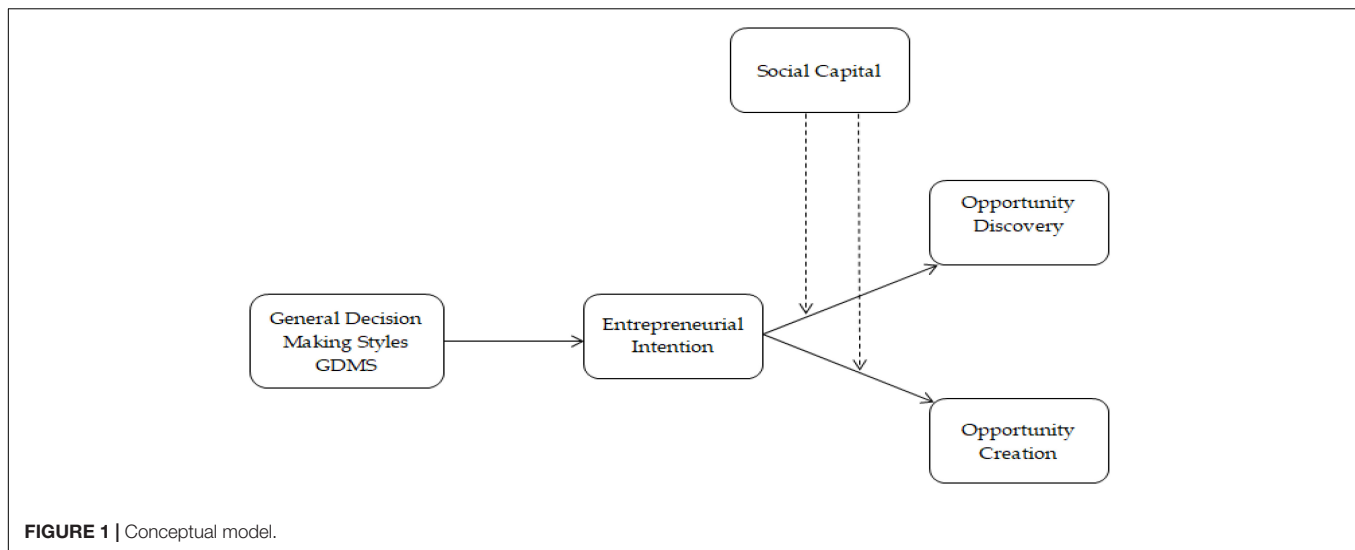 Social Capital
Opportunity
Discovery
General Decision
Making Styles
GDMS
Entrepreneurial
Intention
Opportunity
Creation
FIGURE 1 | Conceptual model.